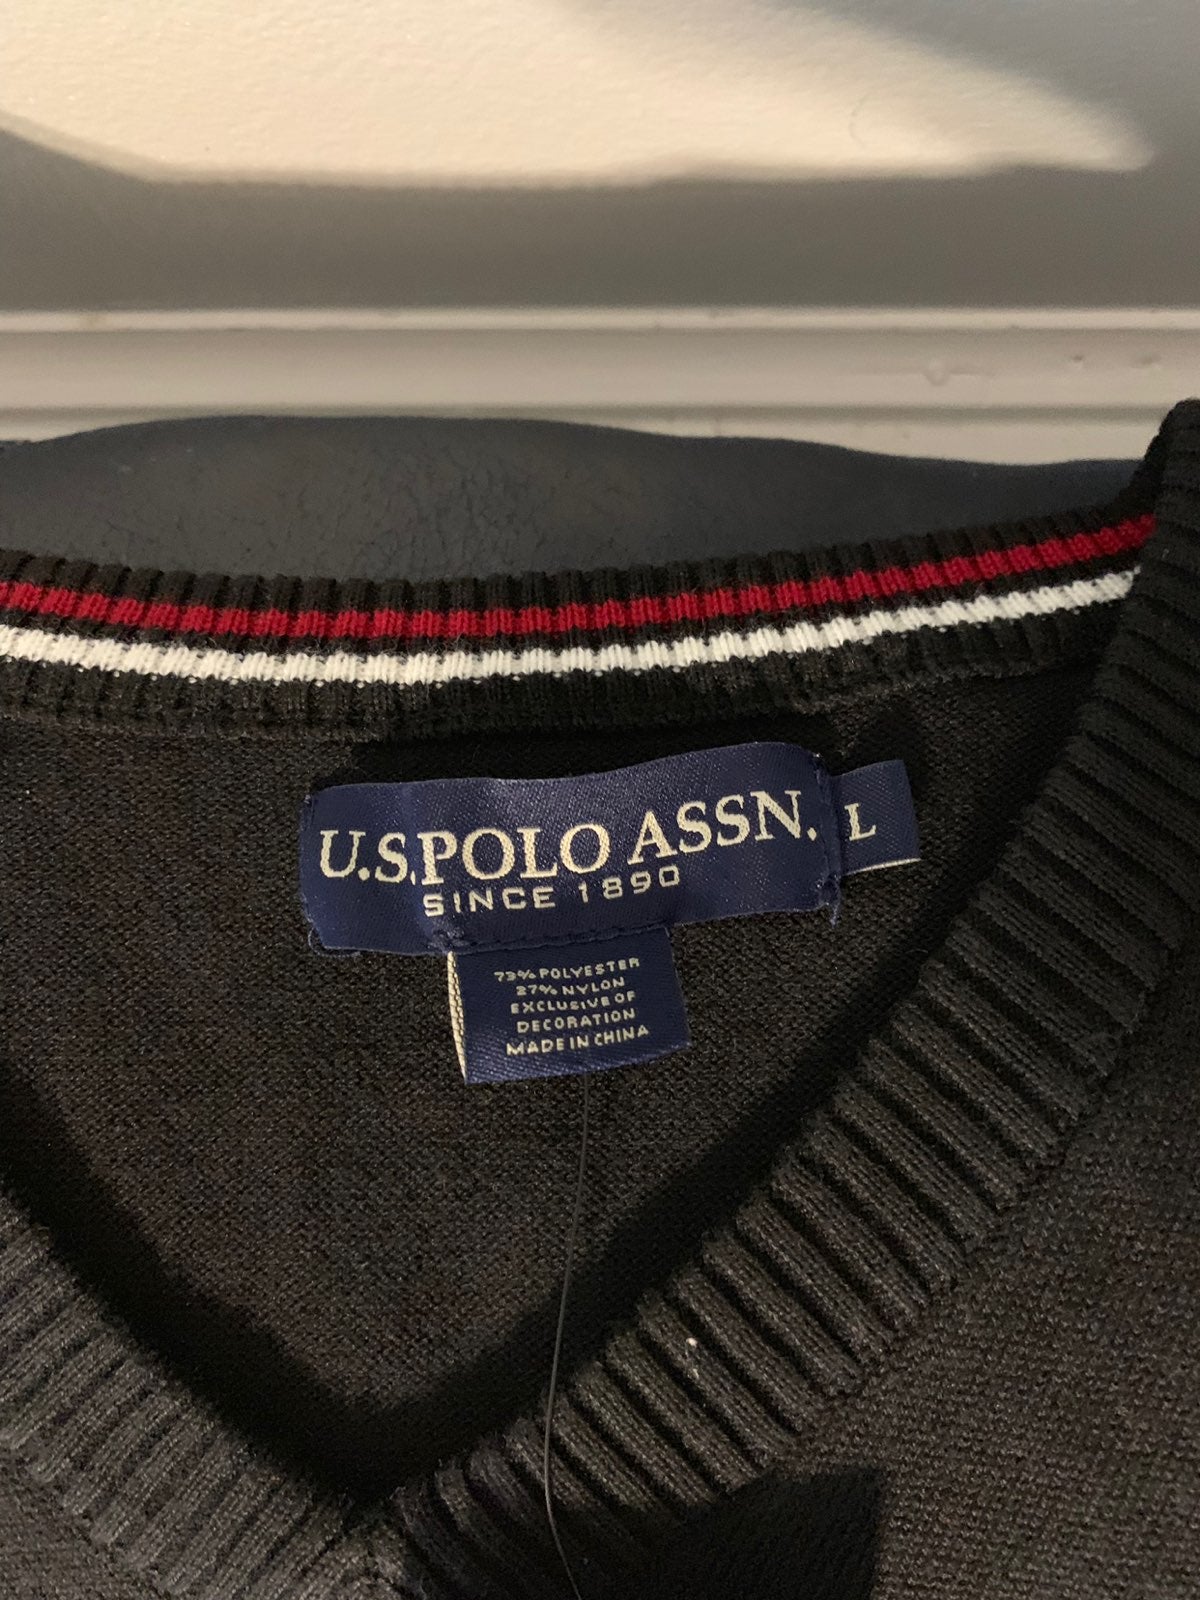 U.S.POLO ASSN.
SINCE 1890
L
73% POLYESTER
27% NYLON
EXCLUSIVE OF
DECORATION
MADE IN CHINA